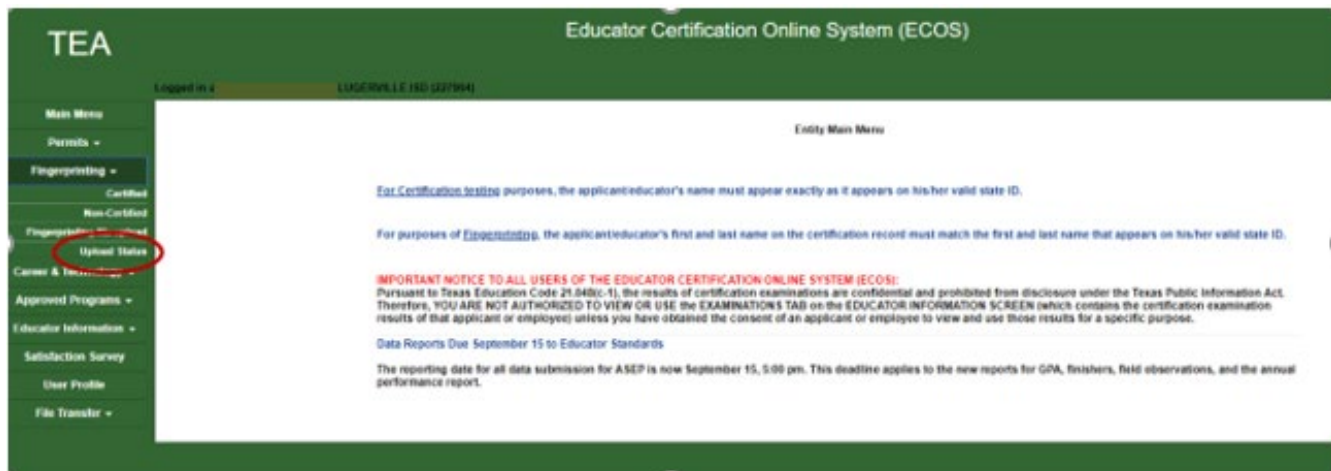 TEA
Educator Certification Online System (ECOS)
Logged in a
LUGERVILLE ISD (227904)
Main Menu
Permits
Fingerprinting
Certified
Non-Certified
Upload Status
Career &
Approved Programs
Educator Information
Satisfaction Survey
User Profile
File Transfer
Entity Main Menu
For Certification testing purposes, the applicant/educator's name must appear exactly as it appears on his/her valid state ID.
For purposes of Fingerprinting, the applicant/educator's first and last name on the certification record must match the first and last name that appears on his/her valid state ID.
IMPORTANT NOTICE TO ALL USERS OF THE EDUCATOR CERTIFICATION ONLINE SYSTEM (ECOS):
Pursuant to Texas Education Code 21.048(c-1), the results of certification examinations are confidential and prohibited from disclosure under the Texas Public Information Act.
Therefore, YOU ARE NOT AUTHORIZED TO VIEW OR USE the EXAMINATIONS TAB on the EDUCATOR INFORMATION SCREEN (which contains the certification examination
results of that applicant or employee) unless you have obtained the consent of an applicant or employee to view and use those results for a specific purpose.
Data Reports Due September 15 to Educator Standards
The reporting date for all data submission for ASEP is now September 15, 5:00 pm. This deadline applies to the new reports for GPA, finishers, field observations, and the annual
performance report.